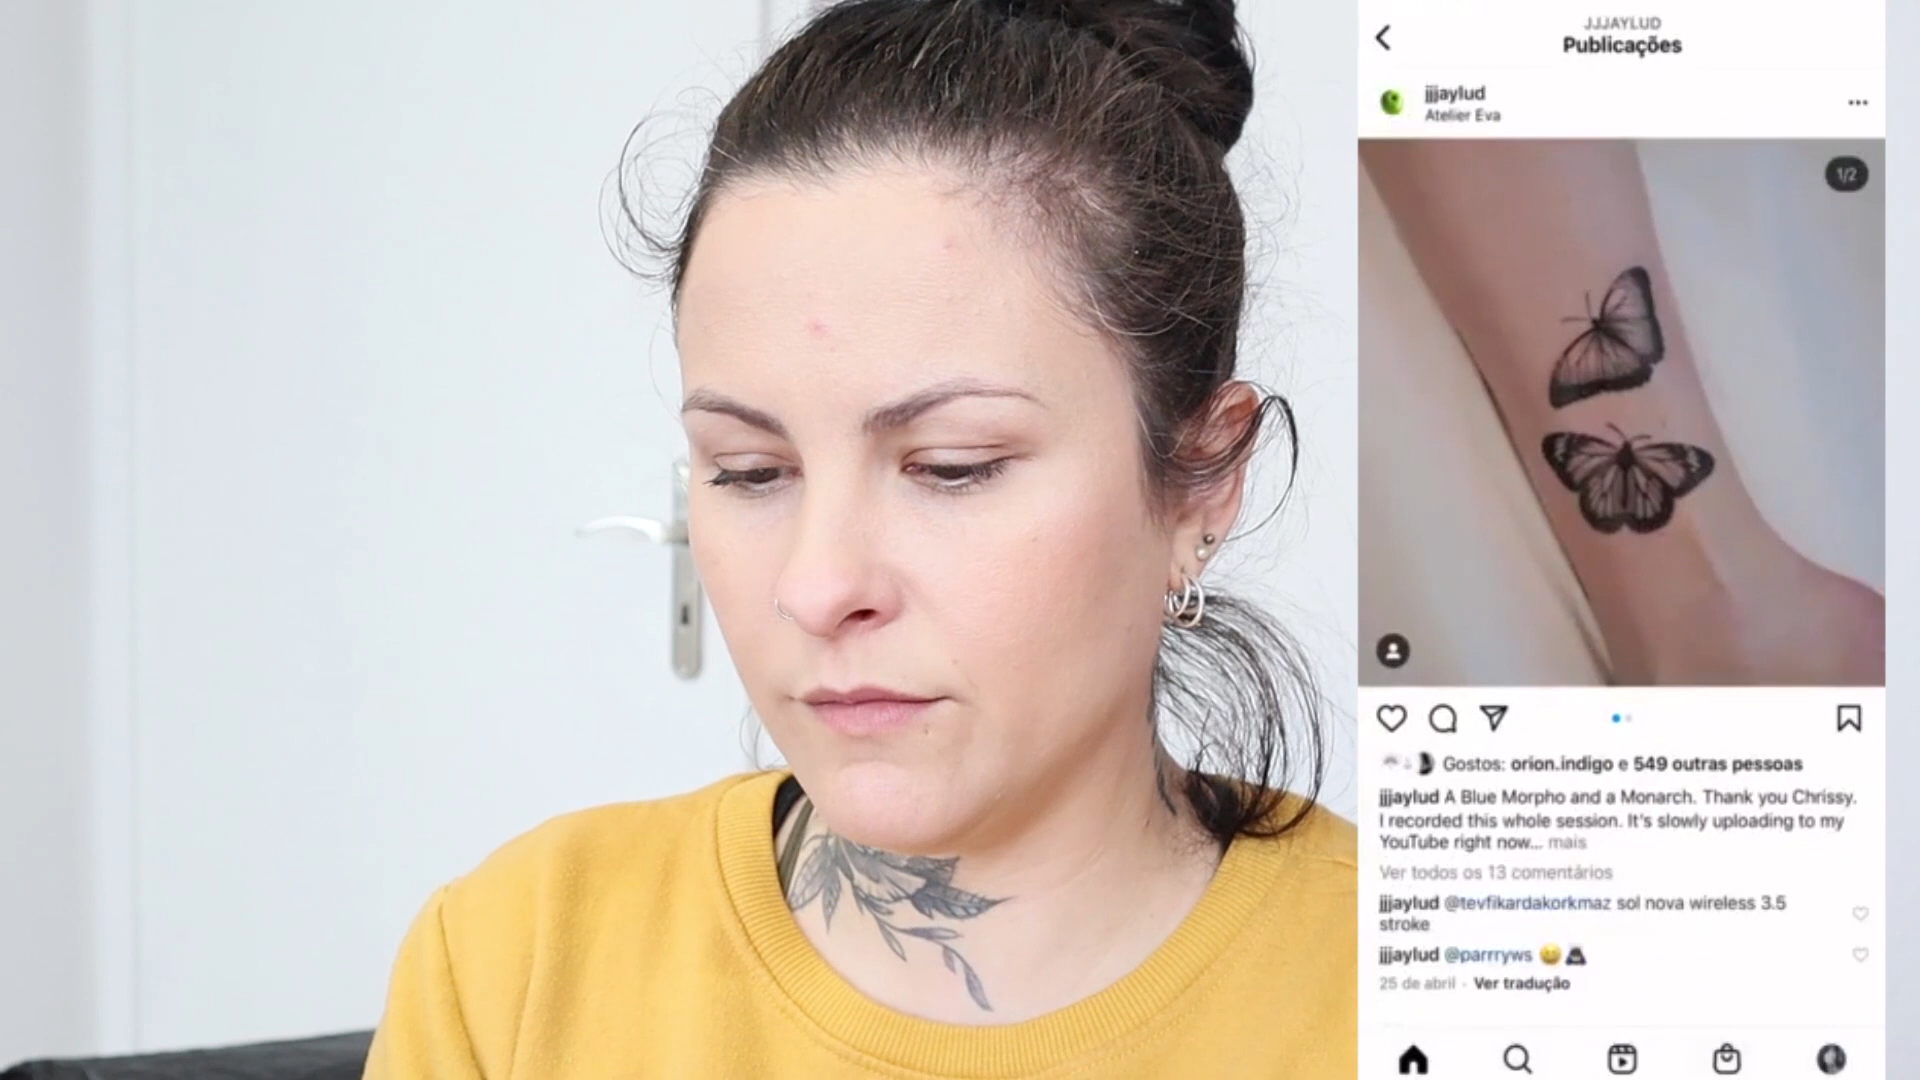 JJJAYLUD
Publicações
jjjaylud
Atelier Eva
1/2
Gostos: orion.indigo e 549 outras pessoas
jjjaylud A Blue Morpho and a Monarch. Thank you Chrissy.
I recorded this whole session. It's slowly uploading to my
YouTube right now... mais
Ver todos os 13 comentários
jjjaylud @tevfikardakorkmaz sol nova wireless 3.5
stroke
jjjaylud @parrryws 😄
25 de abril · Ver tradução